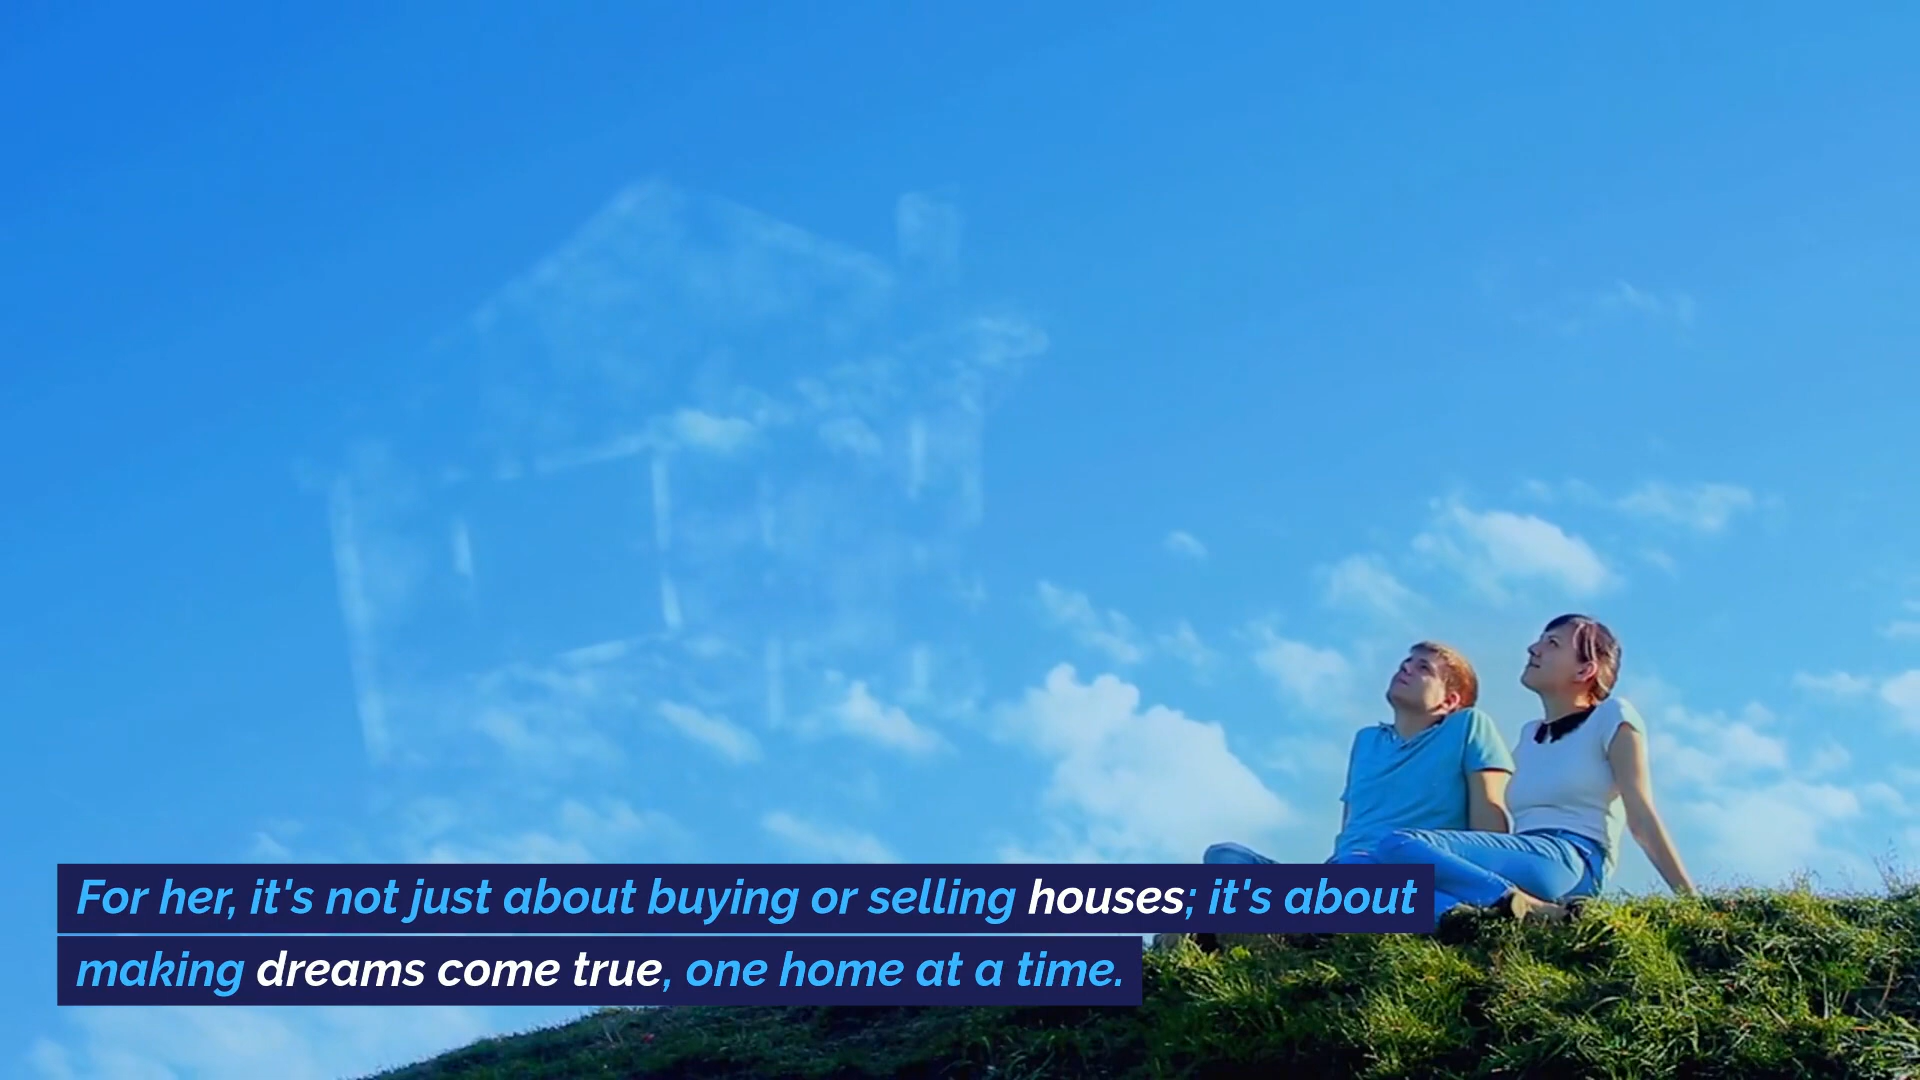 For her, it's not just about buying or selling houses; it's about
making dreams come true, one home at a time.